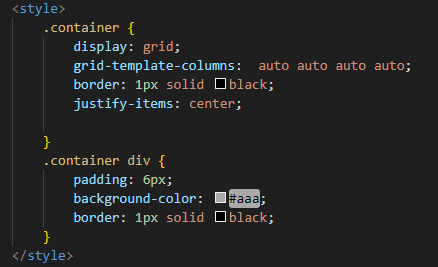 <style>
.container {
display: grid;
grid-template-columns:  auto auto auto auto;
border: 1px solid black;
justify-items: center;
}
.container div {
padding: 6px;
background-color: #aaa;
border: 1px solid black;
}
</style>